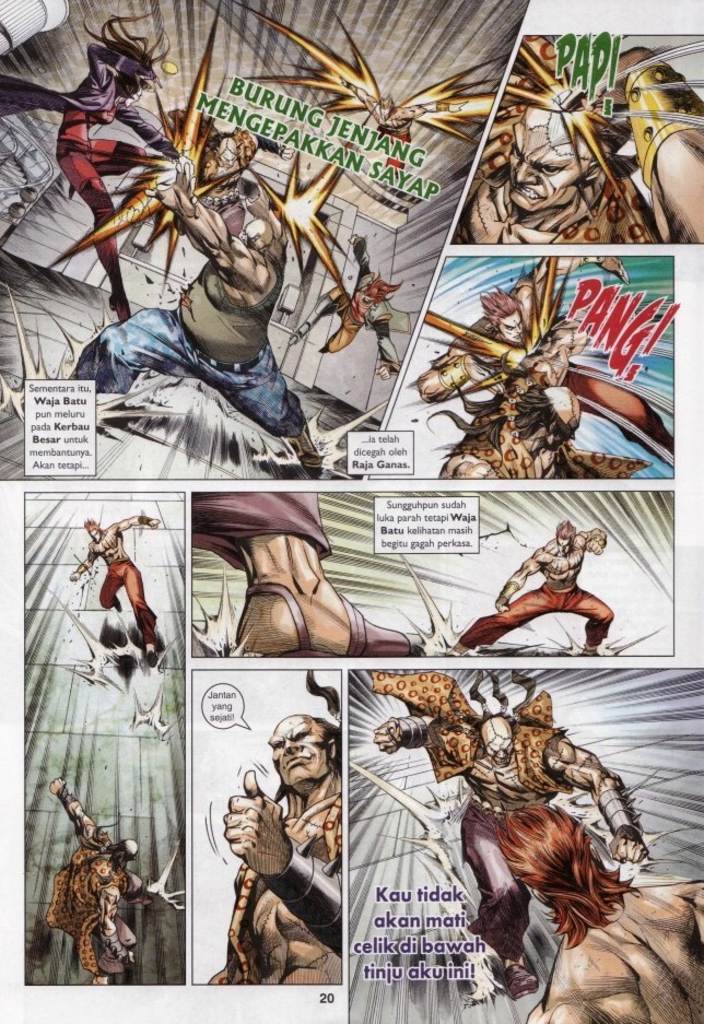 BURUNG JENJANG
MENGEPAKKAN SAYAP
PAP!
Sementara itu,
Waja Batu
pun meluru
pada Kerbau
Besar untuk
membantunya.
Akan tetapi...
...ia telah
dicegah oleh
Raja Ganas.
PANG!
Sungguhpun sudah
luka parah tetapi Waja
Batu kelihatan masih
begitu gagah perkasa.
Jantan
yang
sejati!
Kau tidak
akan mati
celik di bawah
tinju aku ini!
20